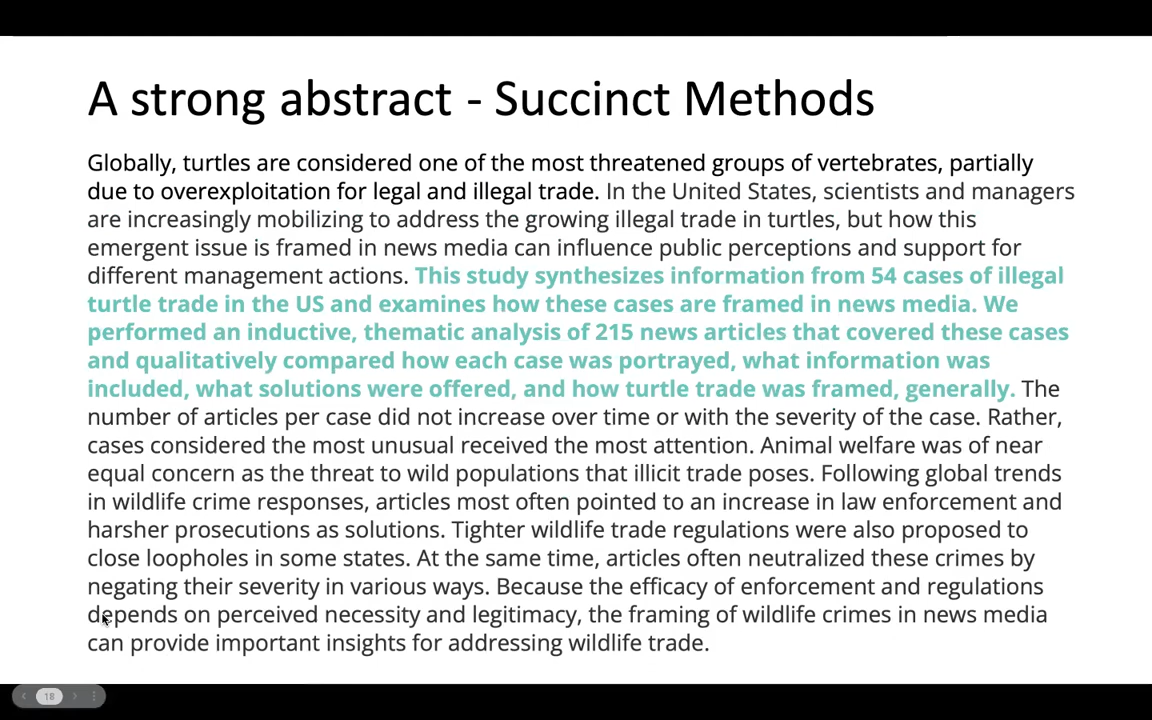 A strong abstract - Succinct Methods
Globally, turtles are considered one of the most threatened groups of vertebrates, partially
due to overexploitation for legal and illegal trade. In the United States, scientists and managers
are increasingly mobilizing to address the growing illegal trade in turtles, but how this
emergent issue is framed in news media can influence public perceptions and support for
different management actions. This study synthesizes information from 54 cases of illegal
turtle trade in the US and examines how these cases are framed in news media. We
performed an inductive, thematic analysis of 215 news articles that covered these cases
and qualitatively compared how each case was portrayed, what information was
included, what solutions were offered, and how turtle trade was framed, generally. The
number of articles per case did not increase over time or with the severity of the case. Rather,
cases considered the most unusual received the most attention. Animal welfare was of near
equal concern as the threat to wild populations that illicit trade poses. Following global trends
in wildlife crime responses, articles most often pointed to an increase in law enforcement and
harsher prosecutions as solutions. Tighter wildlife trade regulations were also proposed to
close loopholes in some states. At the same time, articles often neutralized these crimes by
negating their severity in various ways. Because the efficacy of enforcement and regulations
depends on perceived necessity and legitimacy, the framing of wildlife crimes in news media
can provide important insights for addressing wildlife trade.
18